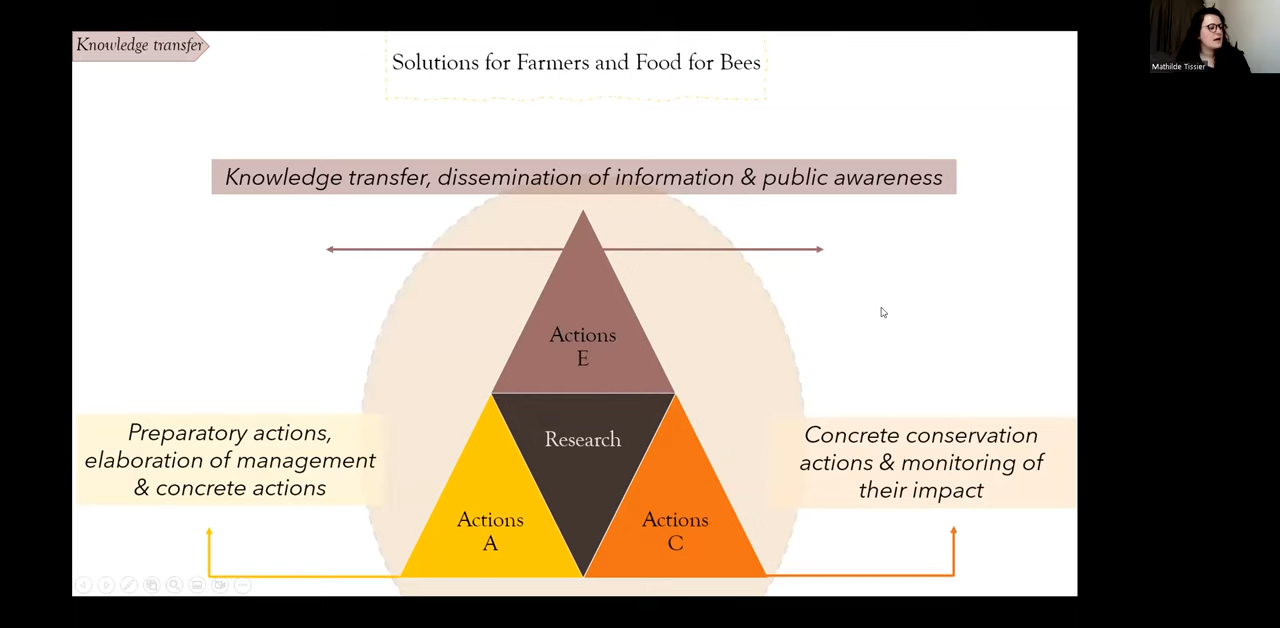 Knowledge transfer
Solutions for Farmers and Food for Bees
Mathilde Tissier
Knowledge transfer, dissemination of information & public awareness
Actions
E
Preparatory actions,
elaboration of management
& concrete actions
Research
Concrete conservation
actions & monitoring of
their impact
Actions
A
Actions
C